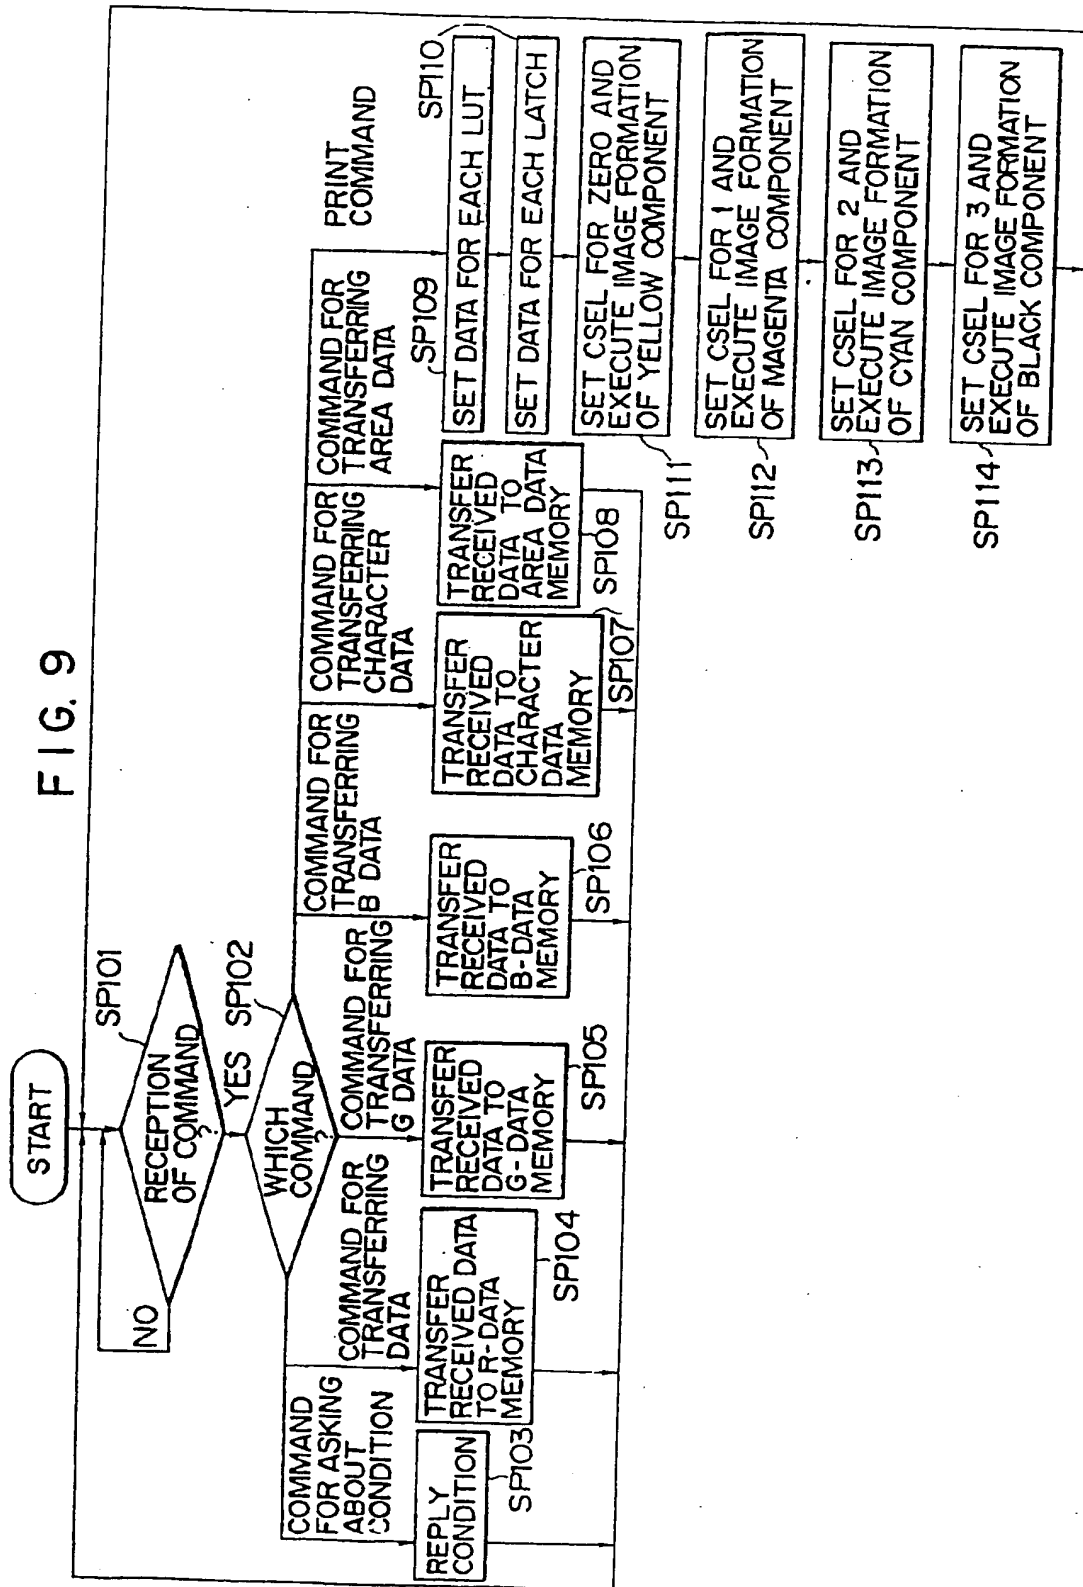 FIG. 9
START
SP101
RECEPTION
OF COMMAND
?
NO
YES
SP102
WHICH
COMMAND
?
COMMAND
FOR ASKING
ABOUT
CONDITION
COMMAND FOR
TRANSFERRING
DATA
COMMAND FOR
TRANSFERRING
G DATA
COMMAND FOR
TRANSFERRING
B DATA
COMMAND FOR
TRANSFERRING
CHARACTER
DATA
COMMAND FOR
TRANSFERRING
AREA DATA
PRINT
COMMAND
REPLY
CONDITION
SP103
TRANSFER
RECEIVED DATA
TO R-DATA
MEMORY
SP104
TRANSFER
RECEIVED
DATA TO
G-DATA
MEMORY
SP105
TRANSFER
RECEIVED
DATA TO
B-DATA
MEMORY
SP106
TRANSFER
RECEIVED
DATA TO
CHARACTER
DATA
MEMORY
SP107
TRANSFER
RECEIVED
DATA TO
AREA DATA
MEMORY
SP108
SP109
SET DATA FOR EACH LUT
SP110
SET DATA FOR EACH LATCH
SET CSEL FOR ZERO AND
EXECUTE IMAGE FORMATION
OF YELLOW COMPONENT
SP111
SET CSEL FOR 1 AND
EXECUTE IMAGE FORMATION
OF MAGENTA COMPONENT
SP112
SET CSEL FOR 2 AND
EXECUTE IMAGE FORMATION
OF CYAN COMPONENT
SP113
SET CSEL FOR 3 AND
EXECUTE IMAGE FORMATION
OF BLACK COMPONENT
SP114